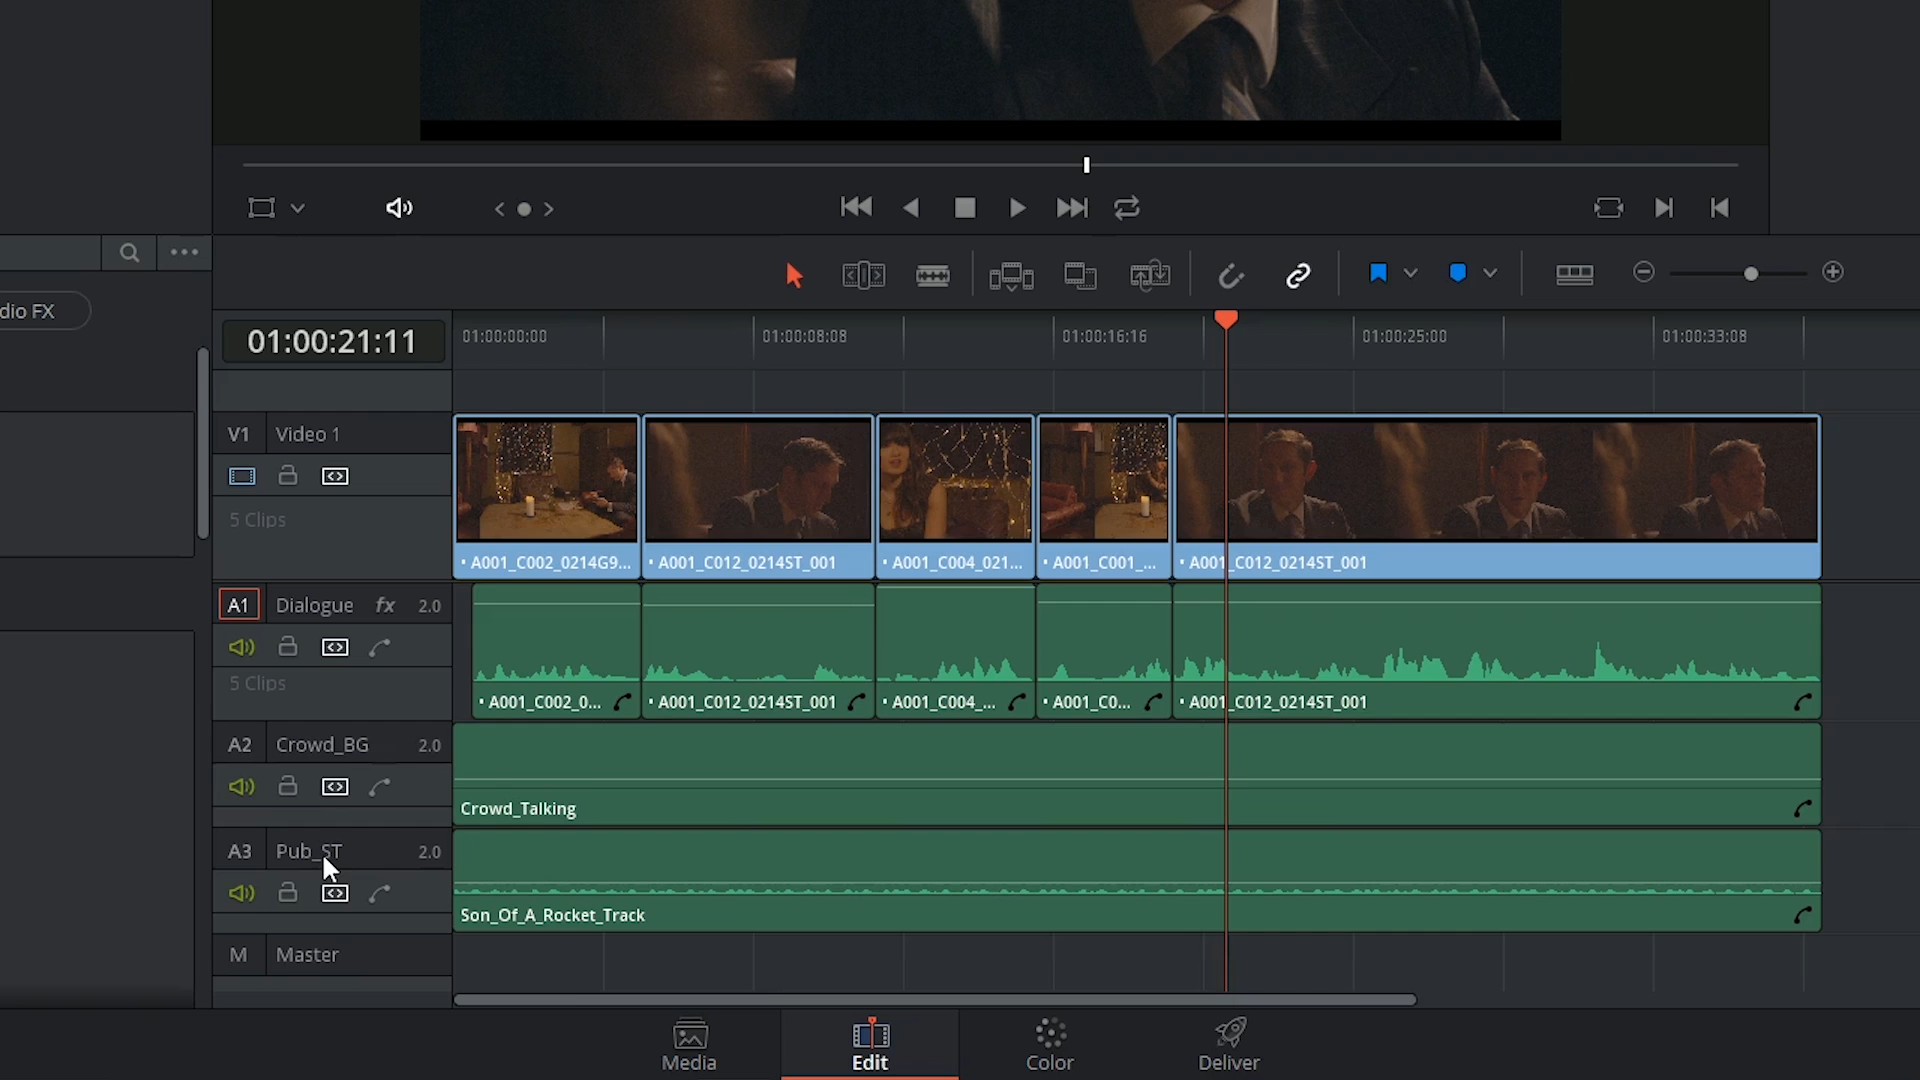 dio FX
01:00:21:11
01:00:00:00
01:00:08:08
01:00:16:16
01:00:25:00
01:00:33:08
V1 Video 1
5 Clips
A001_C002_0214G9...
A001_C012_0214ST_001
A001_C004_021...
A001_C001_...
A001_C012_0214ST_001
A1 Dialogue fx 2.0
5 Clips
A001_C002_0...
A001_C012_0214ST_001
A001_C004_...
A001_C0...
A001_C012_0214ST_001
A2 Crowd_BG 2.0
Crowd_Talking
A3 Pub_ST 2.0
Son_Of_A_Rocket_Track
M Master
Media
Edit
Color
Deliver